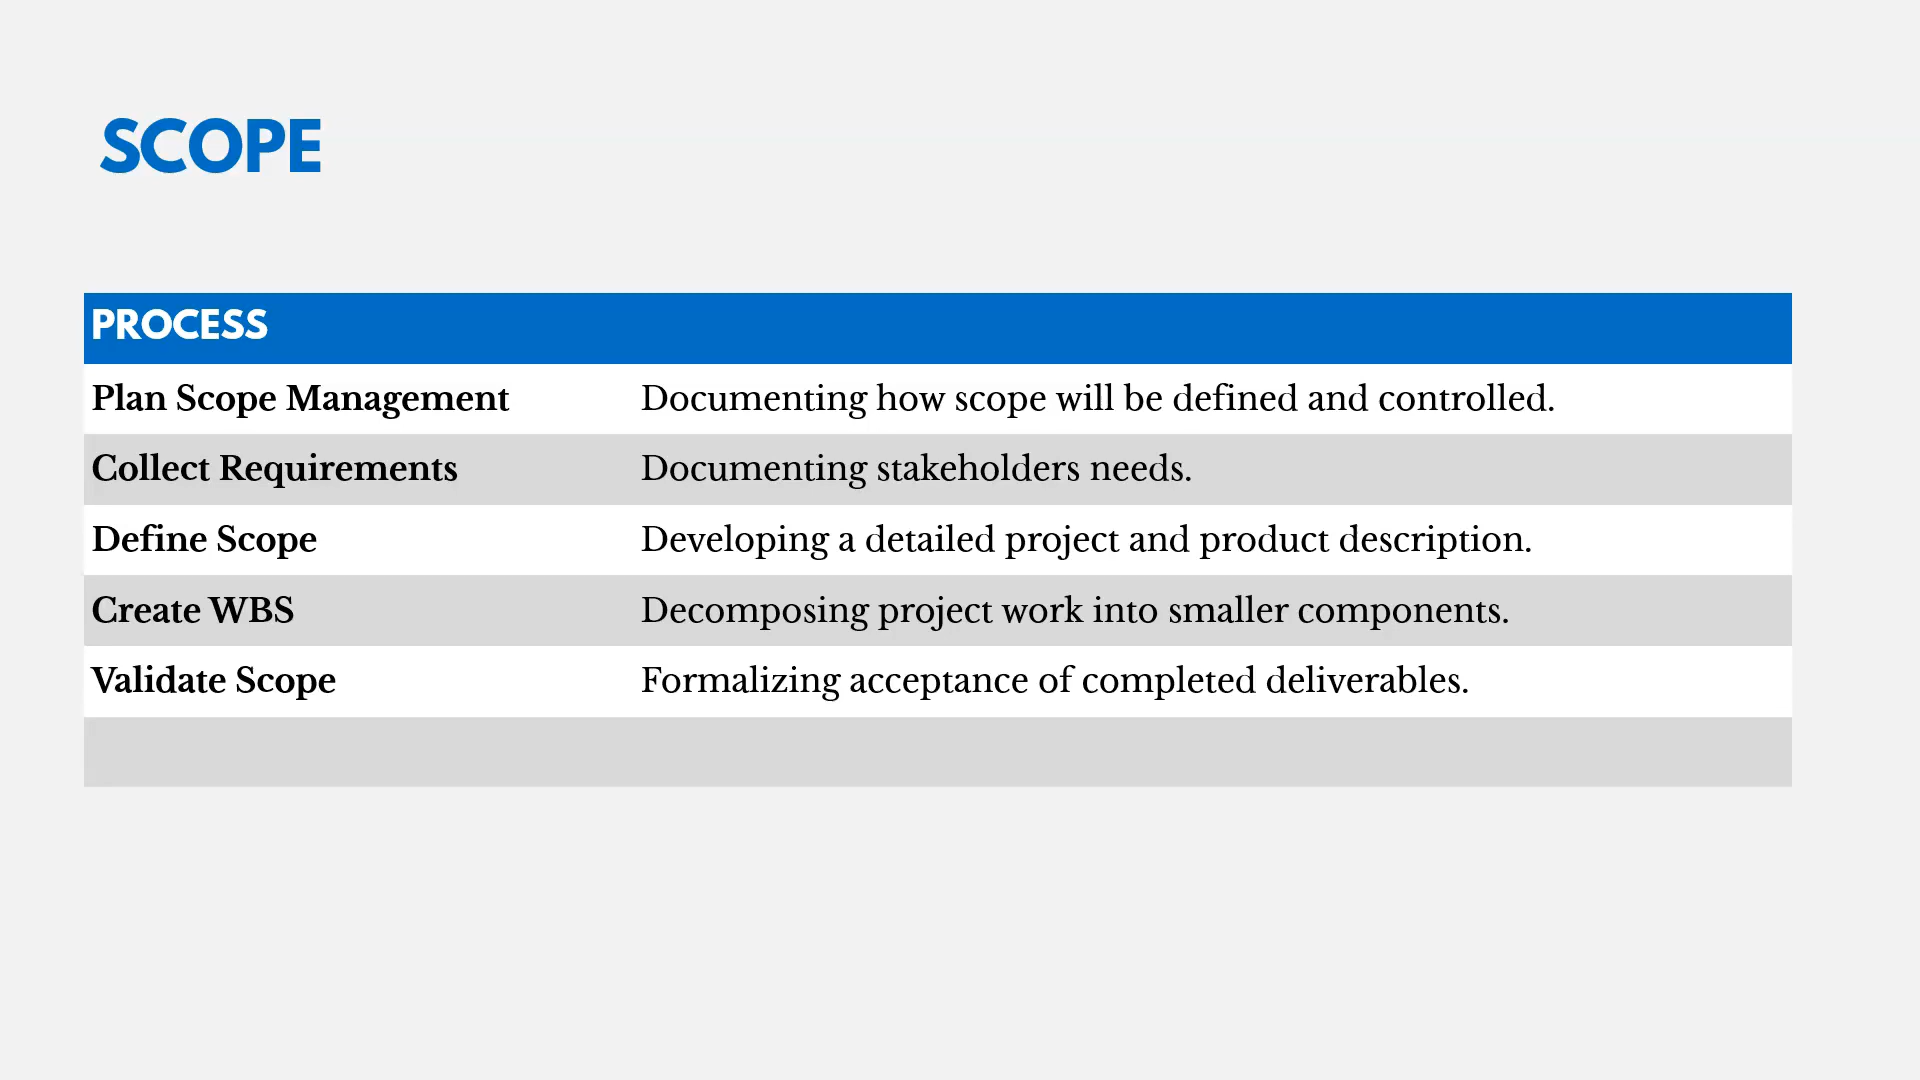 SCOPE
PROCESS
Plan Scope Management Documenting how scope will be defined and controlled.
Collect Requirements Documenting stakeholders needs.
Define Scope Developing a detailed project and product description.
Create WBS Decomposing project work into smaller components.
Validate Scope Formalizing acceptance of completed deliverables.